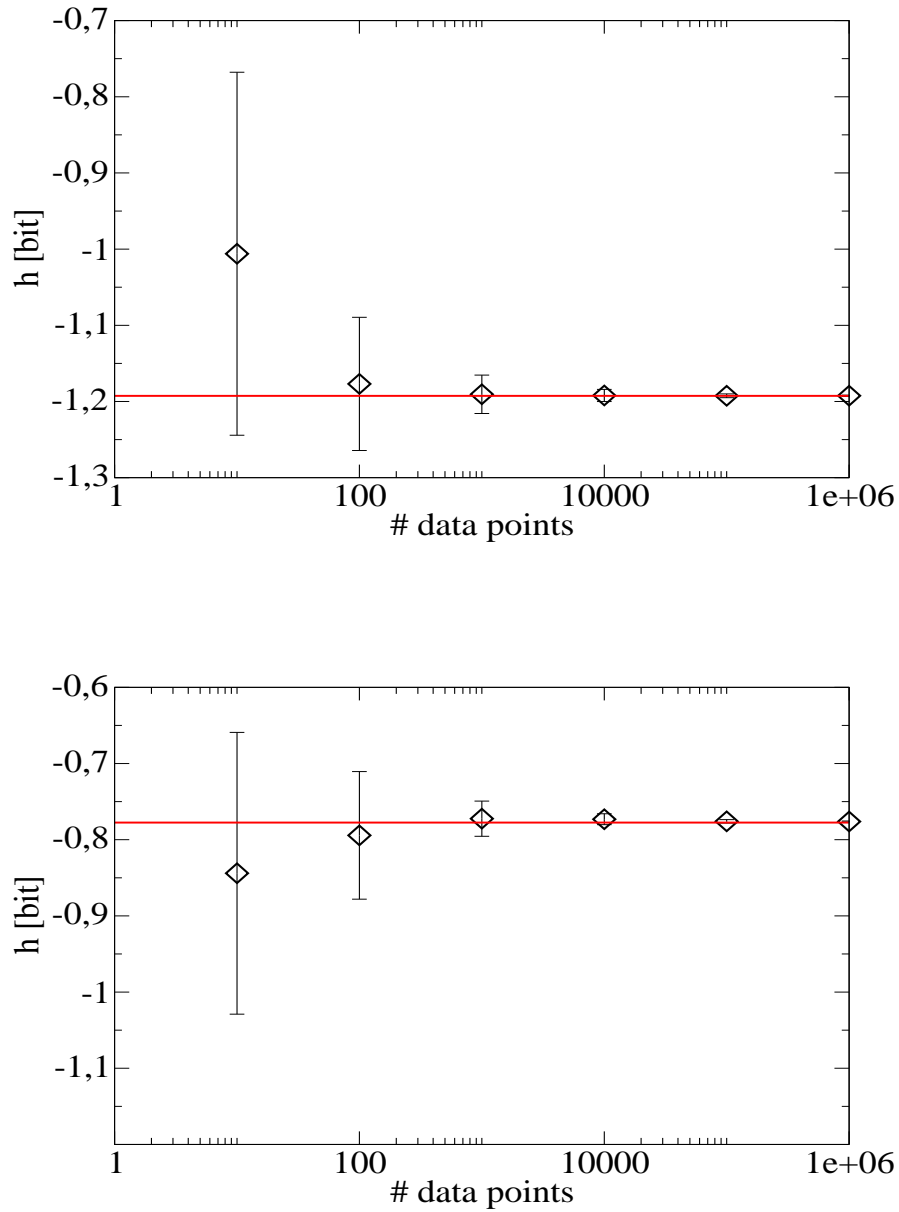 -0,7
-0,8
-0,9
-1
-1,1
-1,2
-1,3
h [bit]
1 100 10000 1e+06
# data points
-0,6
-0,7
-0,8
-0,9
-1
-1,1
h [bit]
1 100 10000 1e+06
# data points